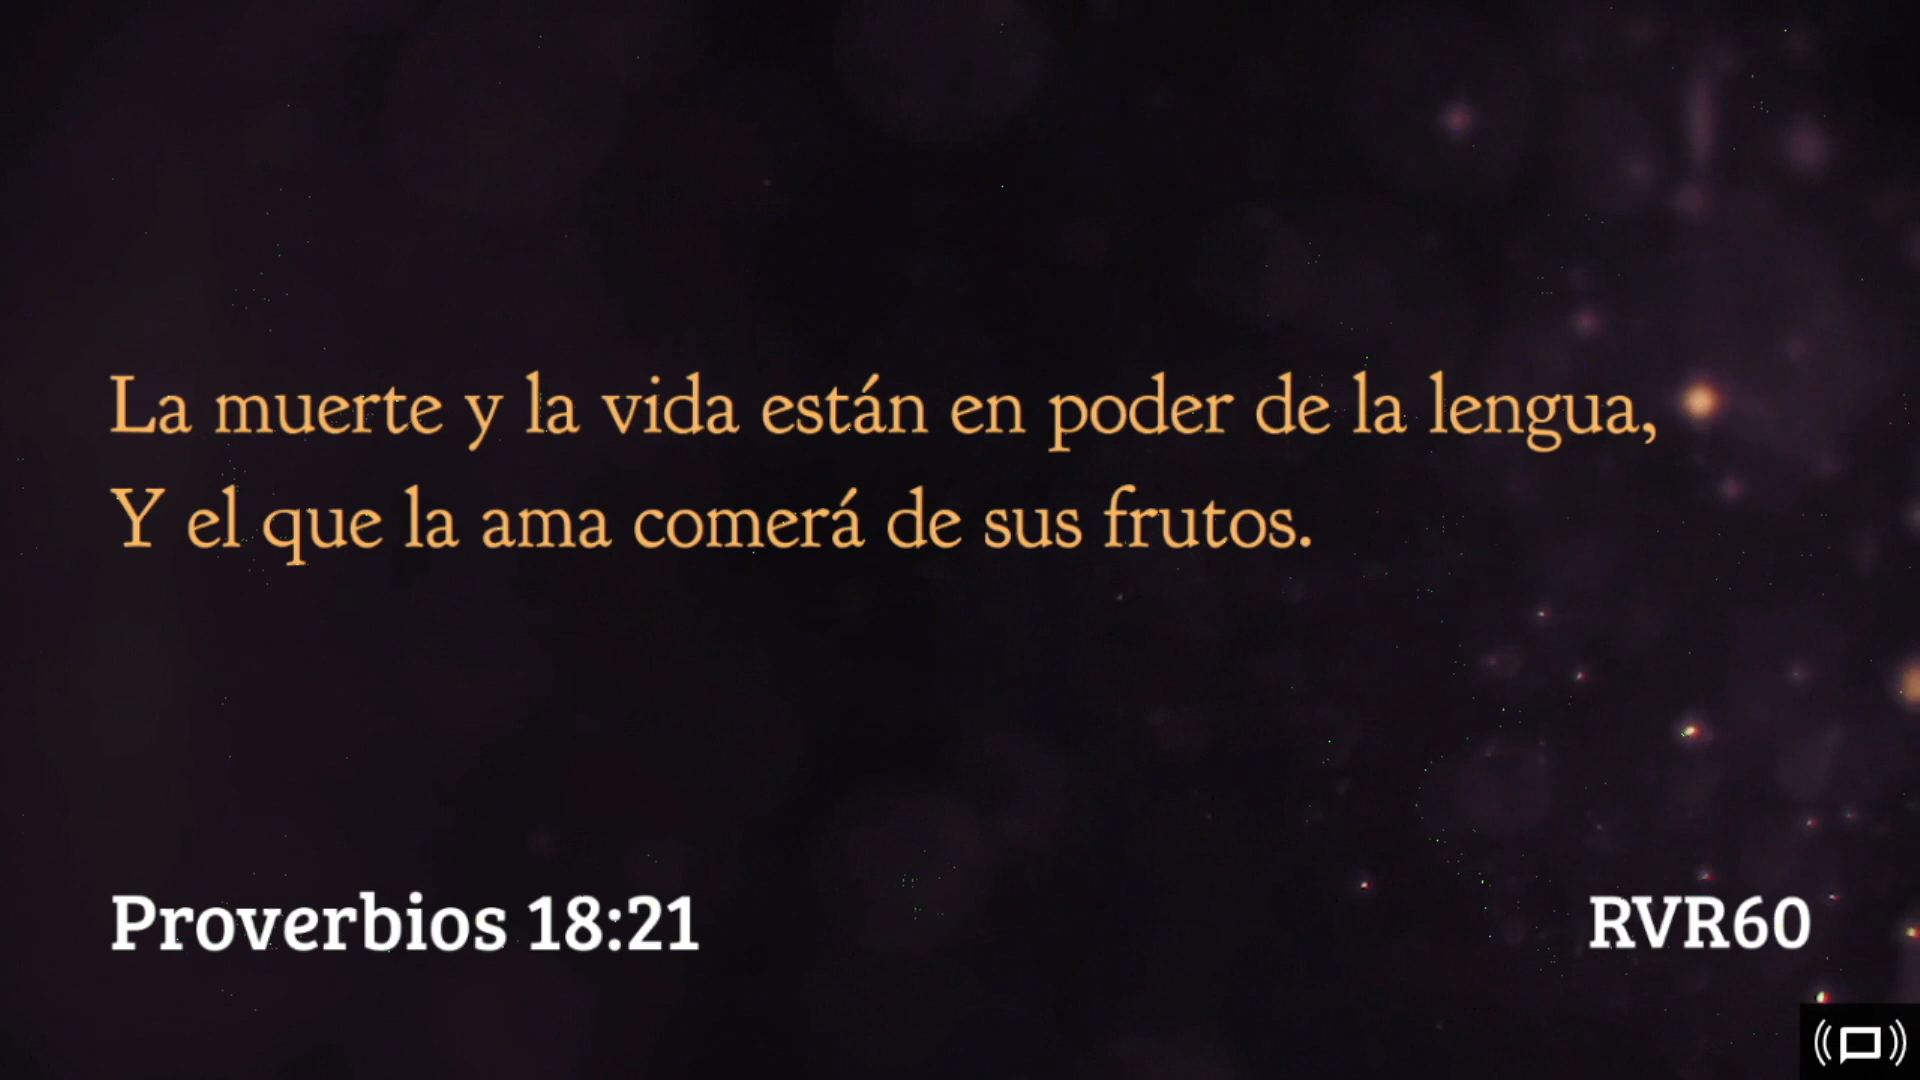 La muerte y la vida están en poder de la lengua,
Y el que la ama comerá de sus frutos.
Proverbios 18:21
RVR60